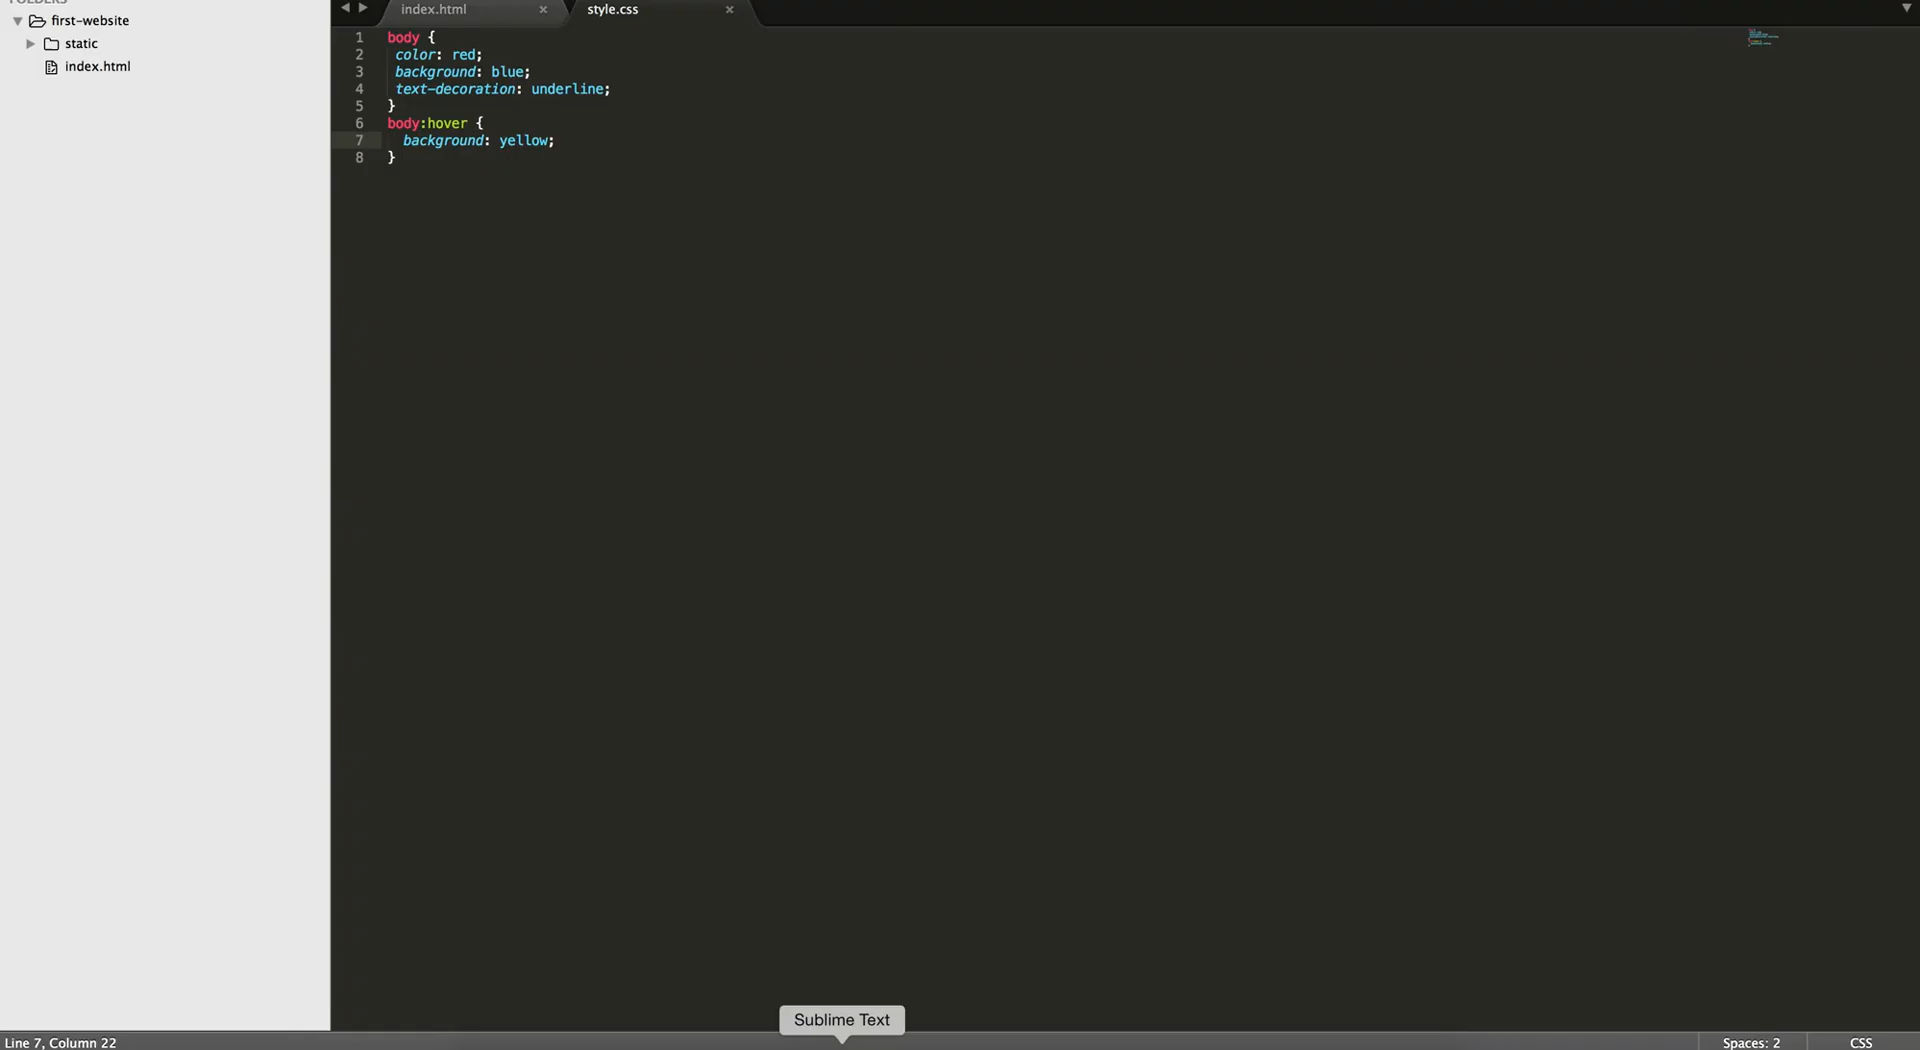 FOLDERS
first-website
static
index.html
index.html
style.css
1 body {
2 color: red;
3 background: blue;
4 text-decoration: underline;
5 }
6 body:hover {
7 background: yellow;
8 }
Sublime Text
Line 7, Column 22
Spaces: 2
CSS